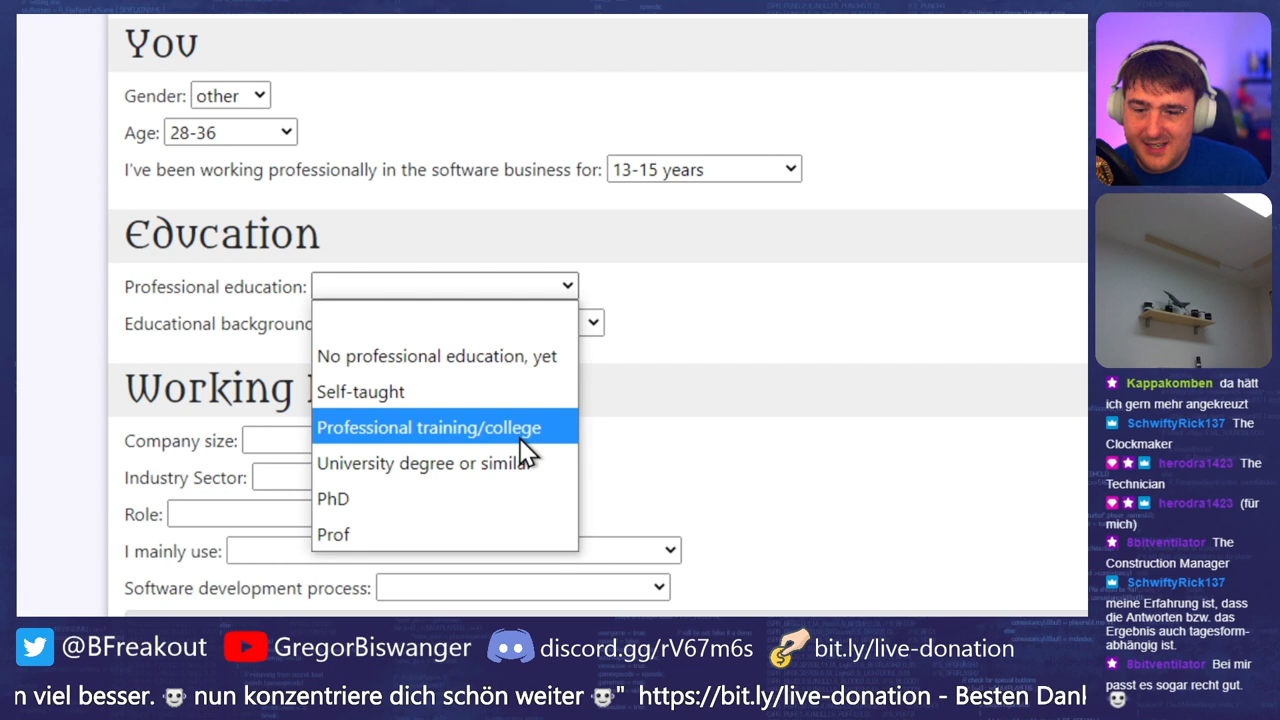 You
Gender: other
Age: 28-36
I've been working professionally in the software business for: 13-15 years
Education
Professional education:
Educational background
No professional education, yet
Self-taught
Professional training/college
University degree or simila
PhD
Prof
Working
Company size:
Industry Sector:
Role:
I mainly use:
Software development process:
Kappakomben da hätt
ich gern mehr angekreuzt
SchwiftyRick137 The
Clockmaker
herodra1423 The
Technician
herodra1423 (für
mich)
8bitventilator The
Construction Manager
SchwiftyRick137
meine Erfahrung ist, dass
die Antworten bzw. das
Ergebnis auch tagesform-
abhängig ist.
8bitventilator Bei mir
passt es sogar recht gut.
@BFreakout GregorBiswanger discord.gg/rV67m6s bit.ly/live-donation
n viel besser. nun konzentriere dich schön weiter " https://bit.ly/live-donation - Besten Dank